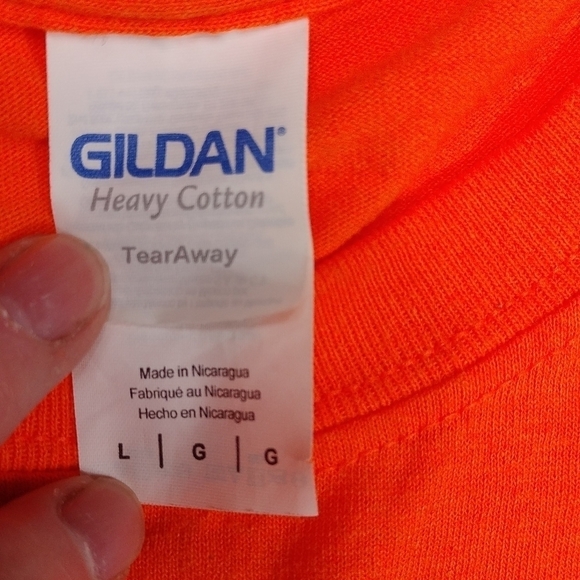 GILDAN®
Heavy Cotton
TearAway
Made in Nicaragua
Fabriqué au Nicaragua
Hecho en Nicaragua
L | G | G